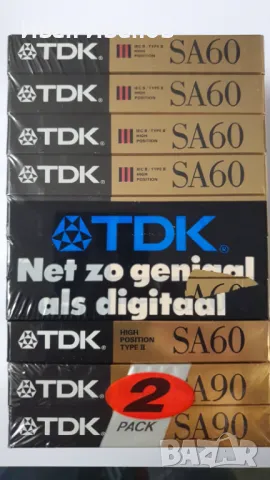 TDK. IEC II / TYPE II HIGH POSITION SA60
TDK. IEC II / TYPE II HIGH POSITION SA60
TDK. IEC II / TYPE II HIGH POSITION SA60
TDK. IEC II / TYPE II HIGH POSITION SA60
TDK.
Net zo geniaal
als digitaal
TDK. HIGH POSITION TYPE II SA60
TDK. 2 A90
TDK. PACK SA90
bazar